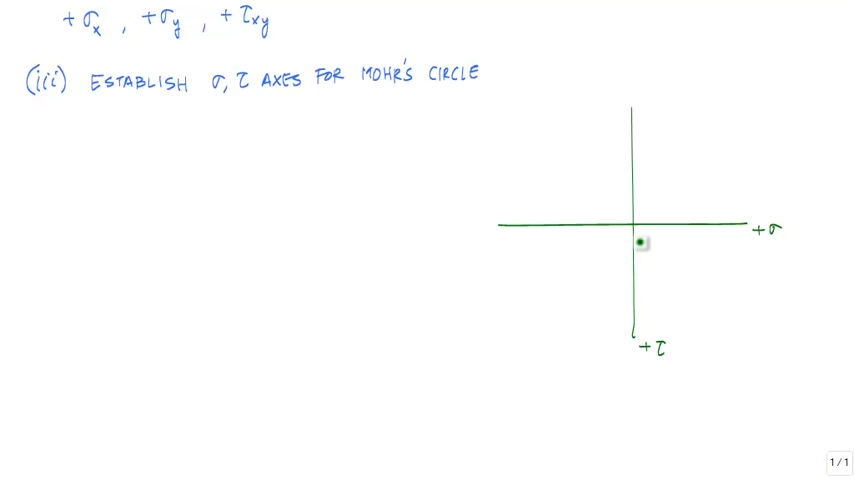 +σx , +σy , +τxy
(iii) ESTABLISH σ, τ AXES FOR MOHR'S CIRCLE
+σ
+τ
1 / 1